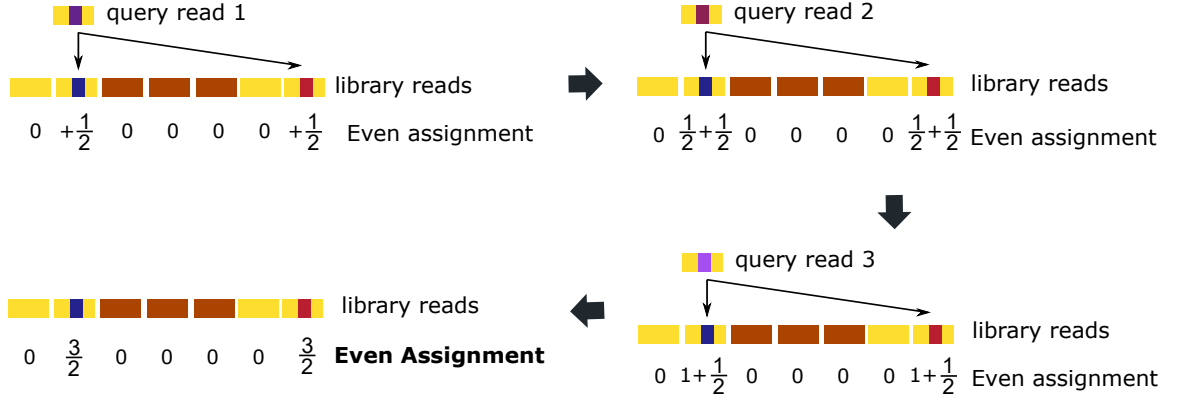 query read 1
library reads
0 +1/2 0 0 0 0 +1/2 Even assignment
query read 2
library reads
0 1/2+1/2 0 0 0 0 1/2+1/2 Even assignment
query read 3
library reads
0 1+1/2 0 0 0 0 1+1/2 Even assignment
library reads
0 3/2 0 0 0 0 3/2 Even Assignment